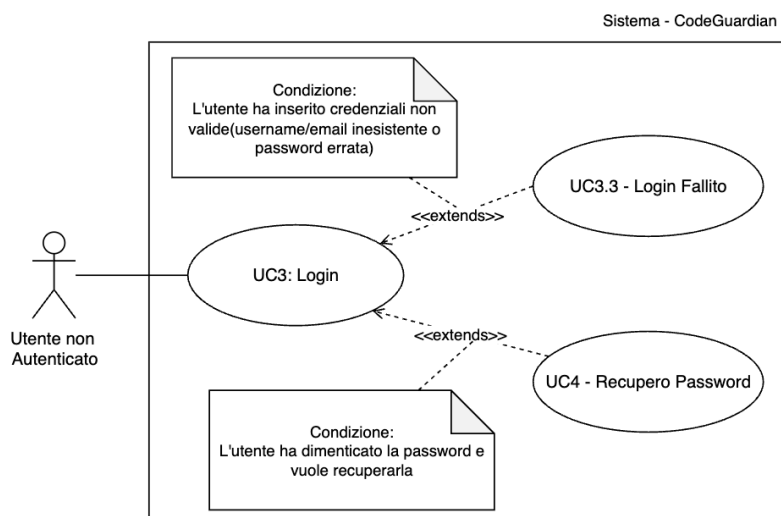 Sistema - CodeGuardian
Condizione:
L'utente ha inserito credenziali non
valide(username/email inesistente o
password errata)
UC3.3 - Login Fallito
<<extends>>
UC3: Login
Utente non
Autenticato
<<extends>>
UC4 - Recupero Password
Condizione:
L'utente ha dimenticato la password e
vuole recuperarla